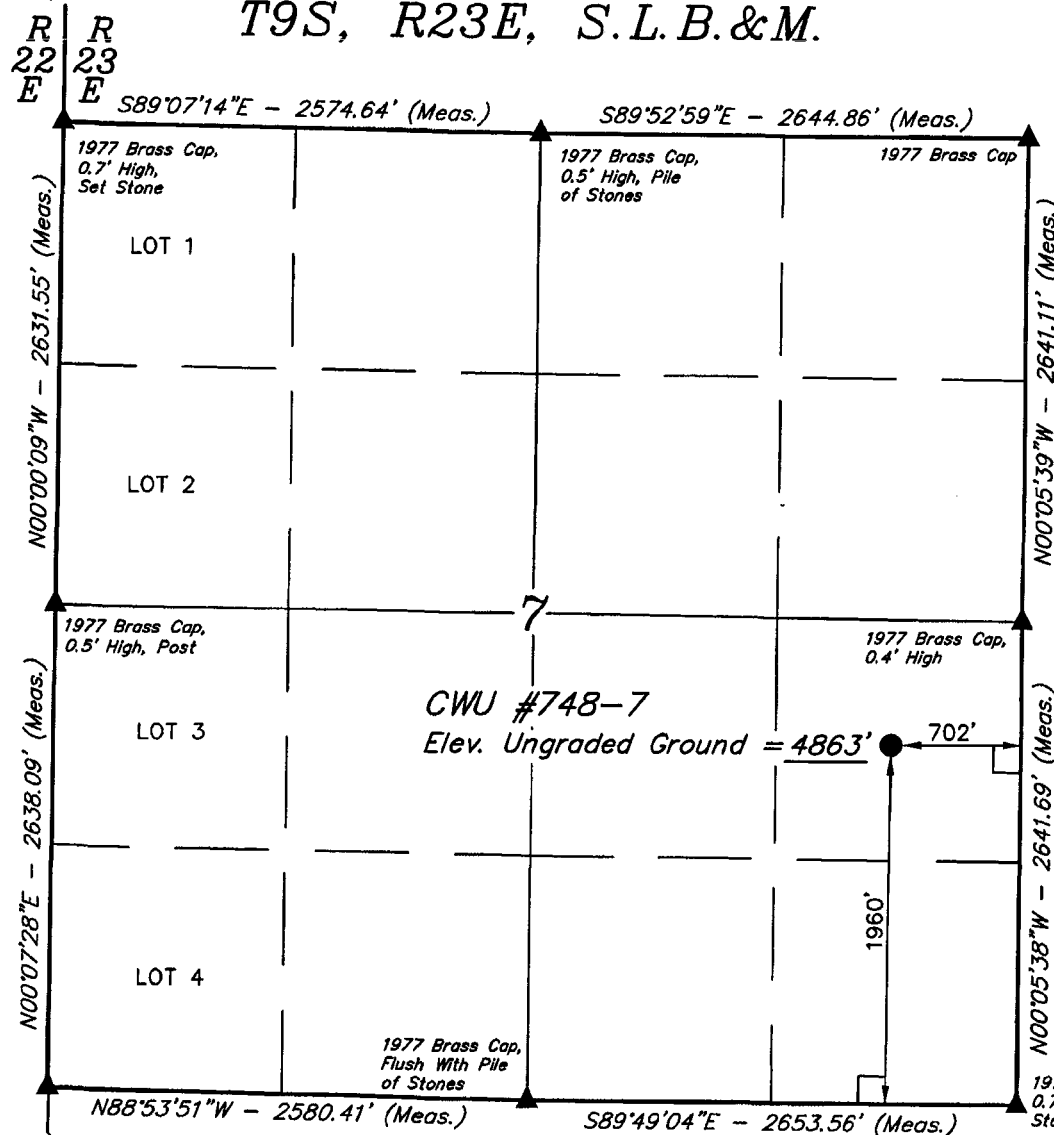 T9S, R23E, S.L.B.&M.
R R
22 23
E E
S89°07'14"E - 2574.64' (Meas.)
S89°52'59"E - 2644.86' (Meas.)
1977 Brass Cap,
0.7' High,
Set Stone
1977 Brass Cap,
0.5' High, Pile
of Stones
1977 Brass Cap
N00°00'09"W - 2631.55' (Meas.)
LOT 1
N00°05'39"W - 2641.11' (Meas.)
LOT 2
7
1977 Brass Cap,
0.5' High, Post
1977 Brass Cap,
0.4' High
N00°07'28"E - 2638.09' (Meas.)
LOT 3
CWU #748-7
Elev. Ungraded Ground = 4863'
702'
N00°05'38"W - 2641.69' (Meas.)
1960'
LOT 4
1977 Brass Cap,
Flush With Pile
of Stones
N88°53'51"W - 2580.41' (Meas.)
S89°49'04"E - 2653.56' (Meas.)
19
0.7
Sto